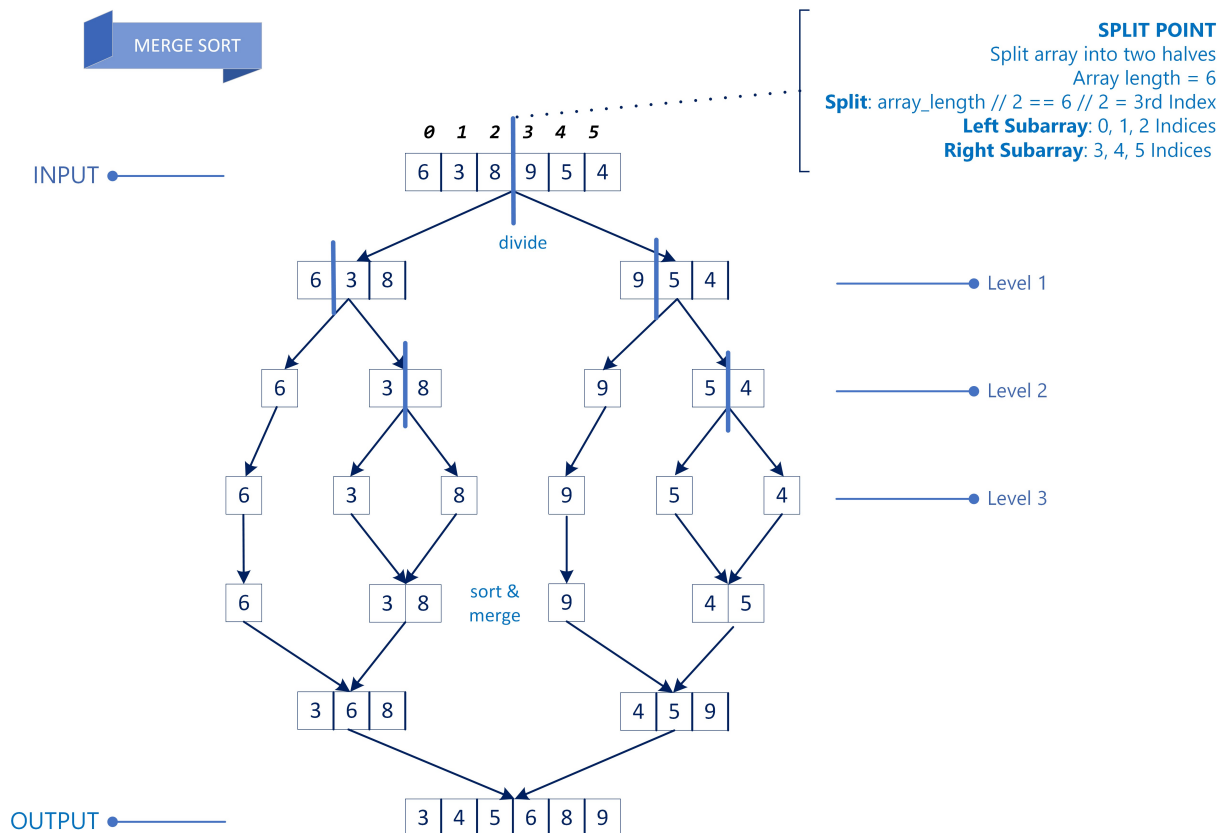 MERGE SORT
SPLIT POINT
Split array into two halves
Array length = 6
Split: array_length // 2 == 6 // 2 = 3rd Index
Left Subarray: 0, 1, 2 Indices
Right Subarray: 3, 4, 5 Indices
0 1 2 3 4 5
INPUT
6 3 8 9 5 4
divide
6 3 8
9 5 4
Level 1
6
3 8
9
5 4
Level 2
6
3
8
9
5
4
Level 3
6
3 8
sort &
merge
9
4 5
3 6 8
4 5 9
OUTPUT
3 4 5 6 8 9